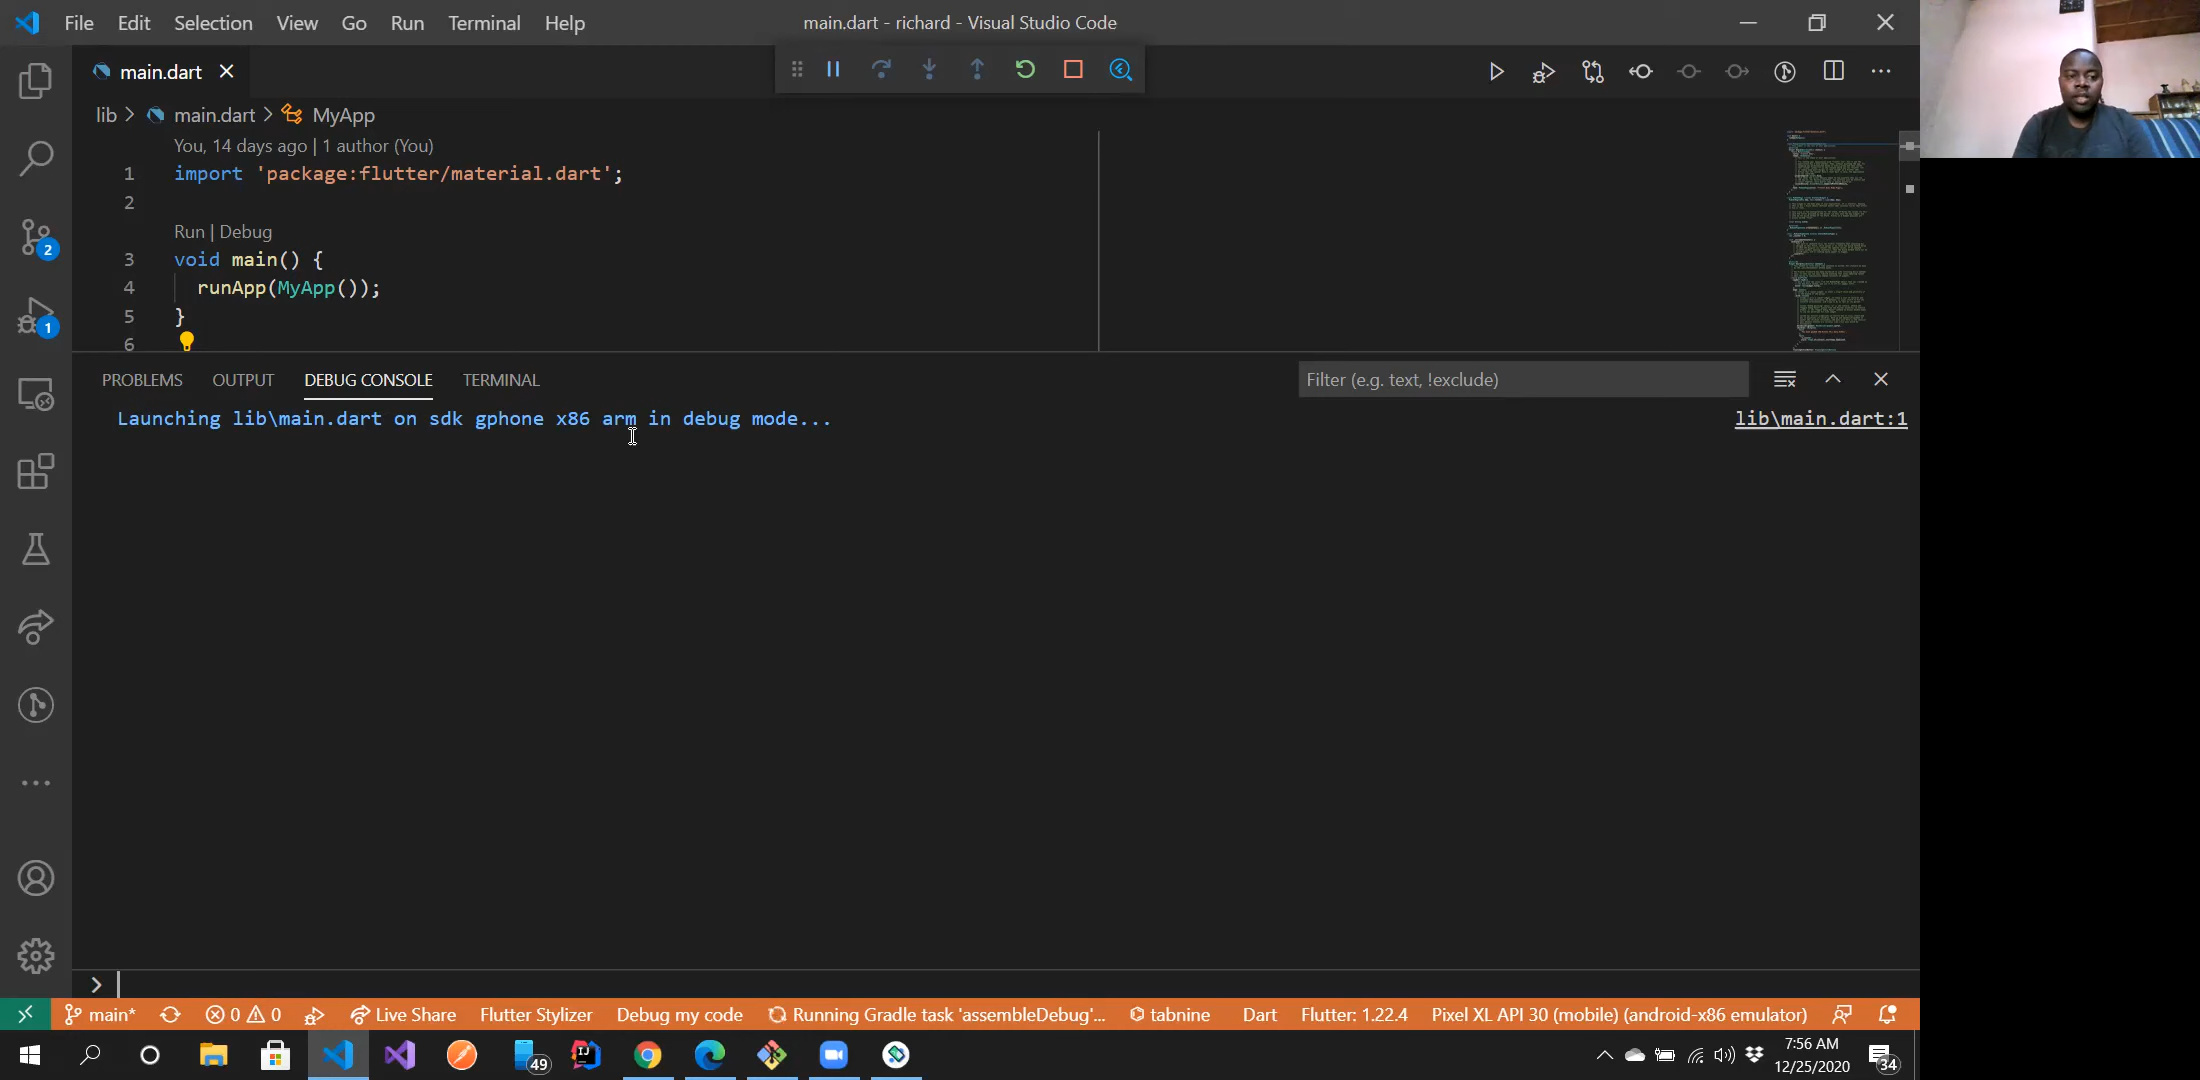 File Edit Selection View Go Run Terminal Help
main.dart - richard - Visual Studio Code
main.dart
lib > main.dart > MyApp
You, 14 days ago | 1 author (You)
1 import 'package:flutter/material.dart';
2
Run | Debug
3 void main() {
4 runApp(MyApp());
5 }
6
PROBLEMS OUTPUT DEBUG CONSOLE TERMINAL
Filter (e.g. text, !exclude)
Launching lib\main.dart on sdk gphone x86 arm in debug mode...
lib\main.dart:1
2
1
>
main* 0 0 Live Share Flutter Stylizer Debug my code Running Gradle task 'assembleDebug'... tabnine Dart Flutter: 1.22.4 Pixel XL API 30 (mobile) (android-x86 emulator)
49
7:56 AM
12/25/2020
34